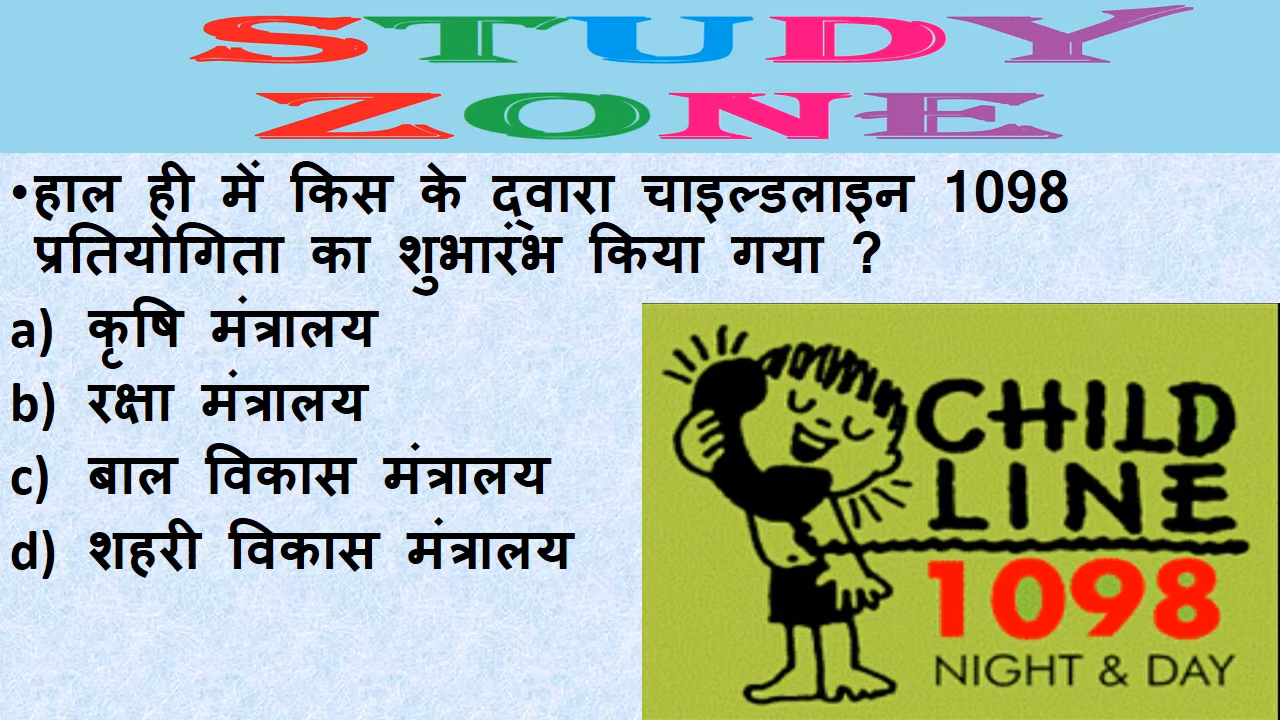 STUDY
ZONE
•हाल ही में किस के द्वारा चाइल्डलाइन 1098
प्रतियोगिता का शुभारंभ किया गया ?
a) कृषि मंत्रालय
b) रक्षा मंत्रालय
c) बाल विकास मंत्रालय
d) शहरी विकास मंत्रालय
CHILD
LINE
1098
NIGHT & DAY